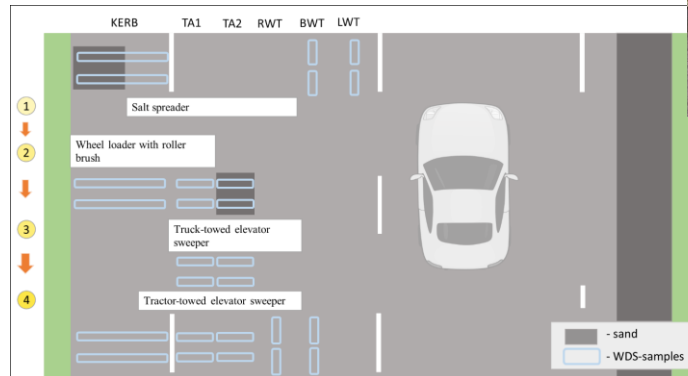 KERB TA1 TA2 RWT BWT LWT
1
Salt spreader
2
Wheel loader with roller
brush
3
Truck-towed elevator
sweeper
4
Tractor-towed elevator sweeper
- sand
- WDS-samples